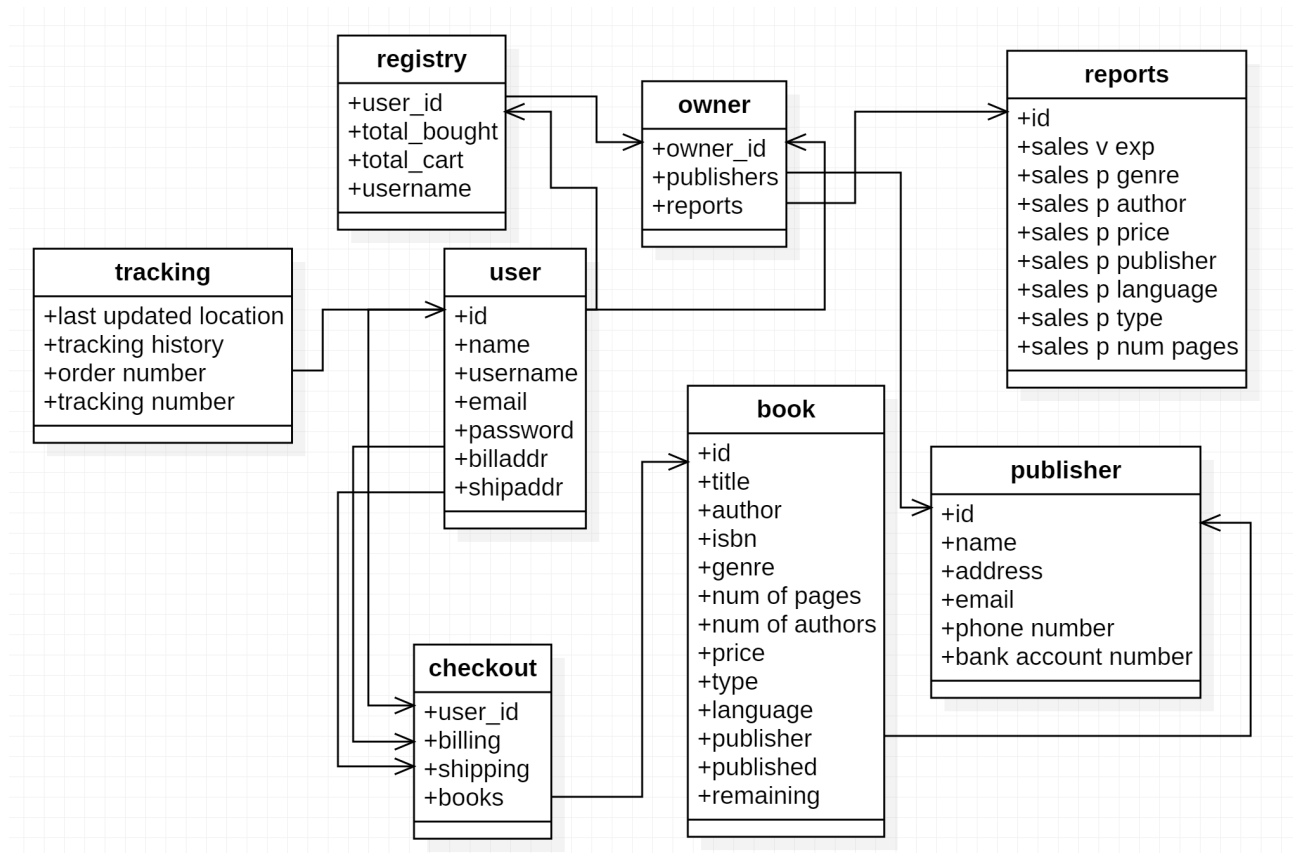 registry
+user_id
+total_bought
+total_cart
+username
owner
+owner_id
+publishers
+reports
reports
+id
+sales v exp
+sales p genre
+sales p author
+sales p price
+sales p publisher
+sales p language
+sales p type
+sales p num pages
tracking
+last updated location
+tracking history
+order number
+tracking number
user
+id
+name
+username
+email
+password
+billaddr
+shipaddr
book
+id
+title
+author
+isbn
+genre
+num of pages
+num of authors
+price
+type
+language
+publisher
+published
+remaining
publisher
+id
+name
+address
+email
+phone number
+bank account number
checkout
+user_id
+billing
+shipping
+books